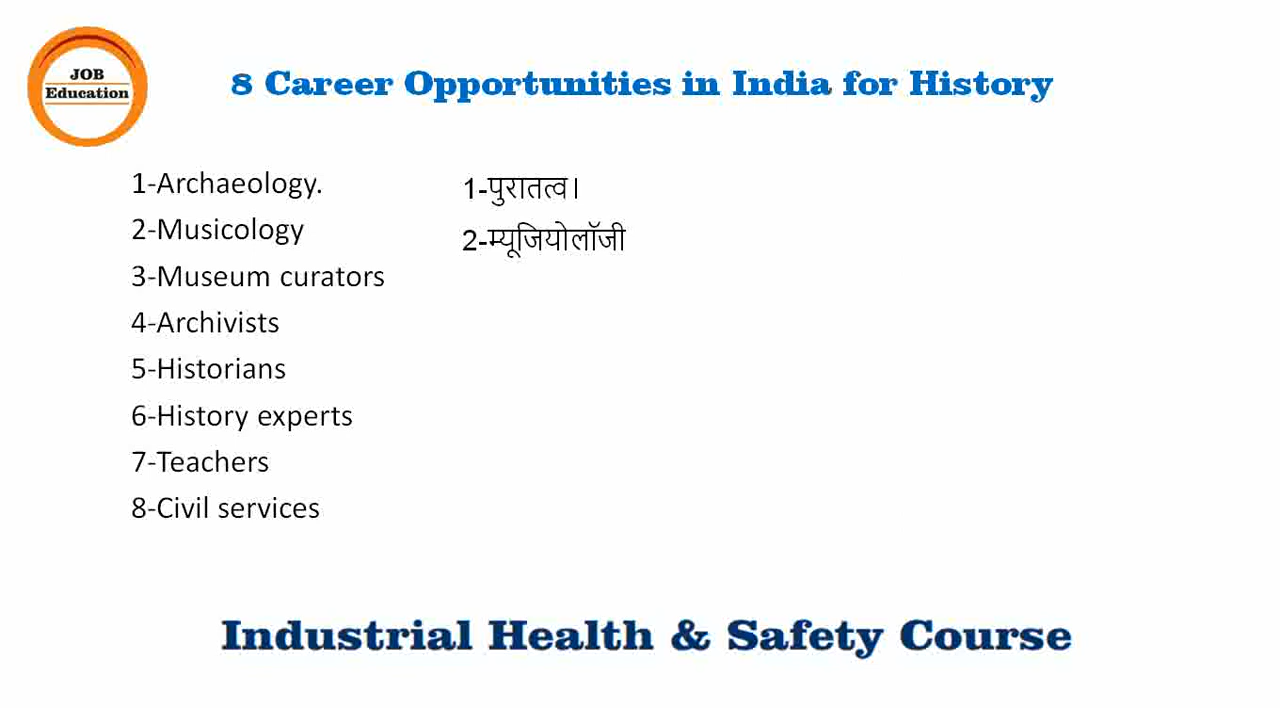 JOB
Education
8 Career Opportunities in India for History
1-Archaeology.
2-Musicology
3-Museum curators
4-Archivists
5-Historians
6-History experts
7-Teachers
8-Civil services
1-पुरातत्व।
2-म्यूजियोलॉजी
Industrial Health & Safety Course